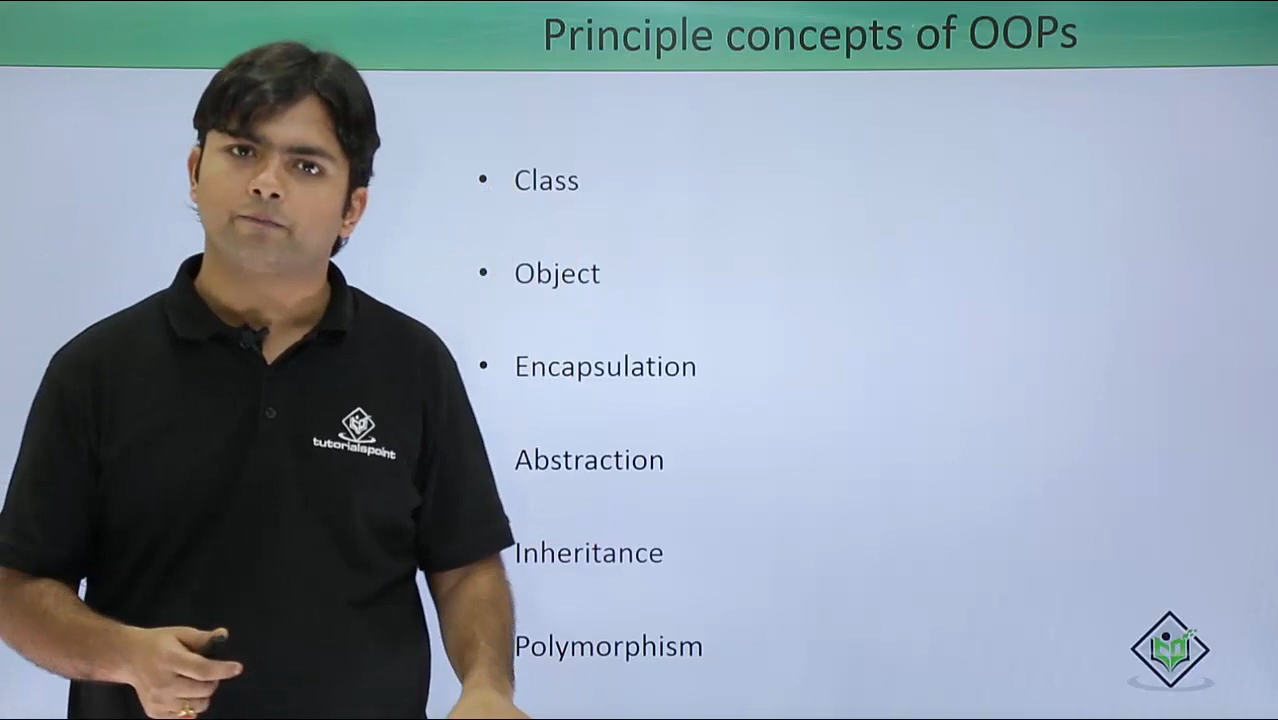 Principle concepts of OOPs
• Class
• Object
• Encapsulation
Abstraction
Inheritance
Polymorphism
tutorialspoint